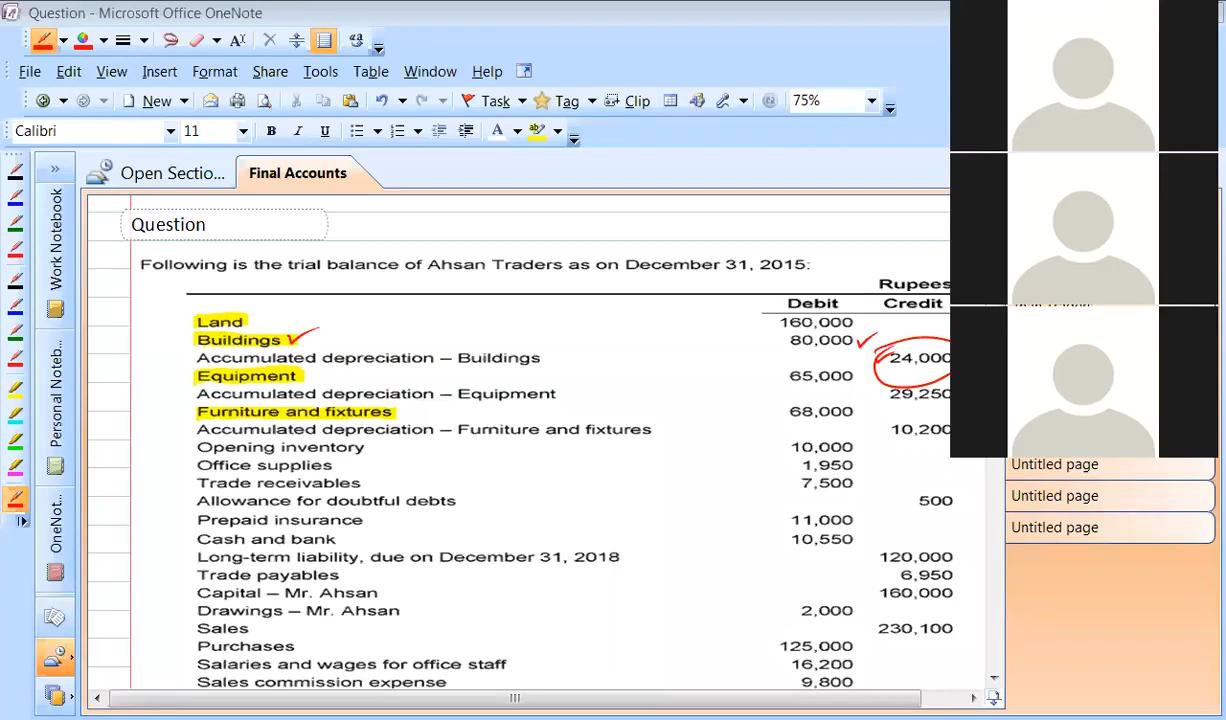 Question - Microsoft Office OneNote
File Edit View Insert Format Share Tools Table Window Help
New Task Tag Clip 75%
Calibri 11 B I U A
Open Sectio... Final Accounts
Work Notebook
Personal Noteb...
OneNot...
Question
Following is the trial balance of Ahsan Traders as on December 31, 2015:
Rupees
Debit Credit
Land 160,000
Buildings 80,000
Accumulated depreciation – Buildings 24,000
Equipment 65,000
Accumulated depreciation – Equipment 29,250
Furniture and fixtures 68,000
Accumulated depreciation – Furniture and fixtures 10,200
Opening inventory 10,000
Office supplies 1,950
Trade receivables 7,500
Allowance for doubtful debts 500
Prepaid insurance 11,000
Cash and bank 10,550
Long-term liability, due on December 31, 2018 120,000
Trade payables 6,950
Capital – Mr. Ahsan 160,000
Drawings – Mr. Ahsan 2,000
Sales 230,100
Purchases 125,000
Salaries and wages for office staff 16,200
Sales commission expense 9,800
Untitled page
Untitled page
Untitled page